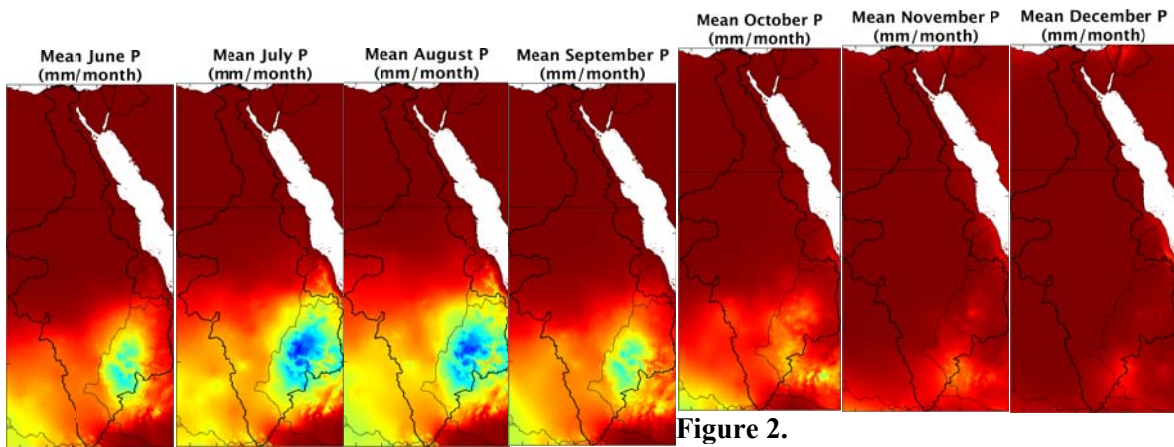 Mean June P
(mm/month)
Mean July P
(mm/month)
Mean August P
(mm/month)
Mean September P
(mm/month)
Mean October P
(mm/month)
Mean November P
(mm/month)
Mean December P
(mm/month)
Figure 2.